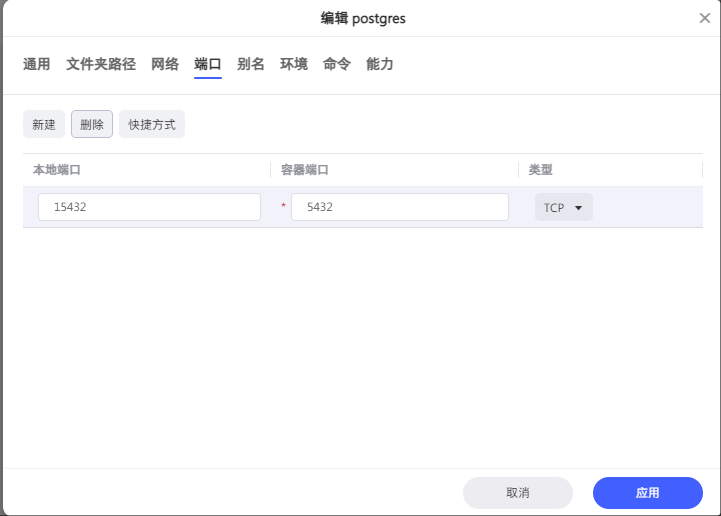 编辑 postgres
通用 文件夹路径 网络 端口 别名 环境 命令 能力
新建 删除 快捷方式
本地端口 容器端口 类型
15432 * 5432 TCP
取消 应用